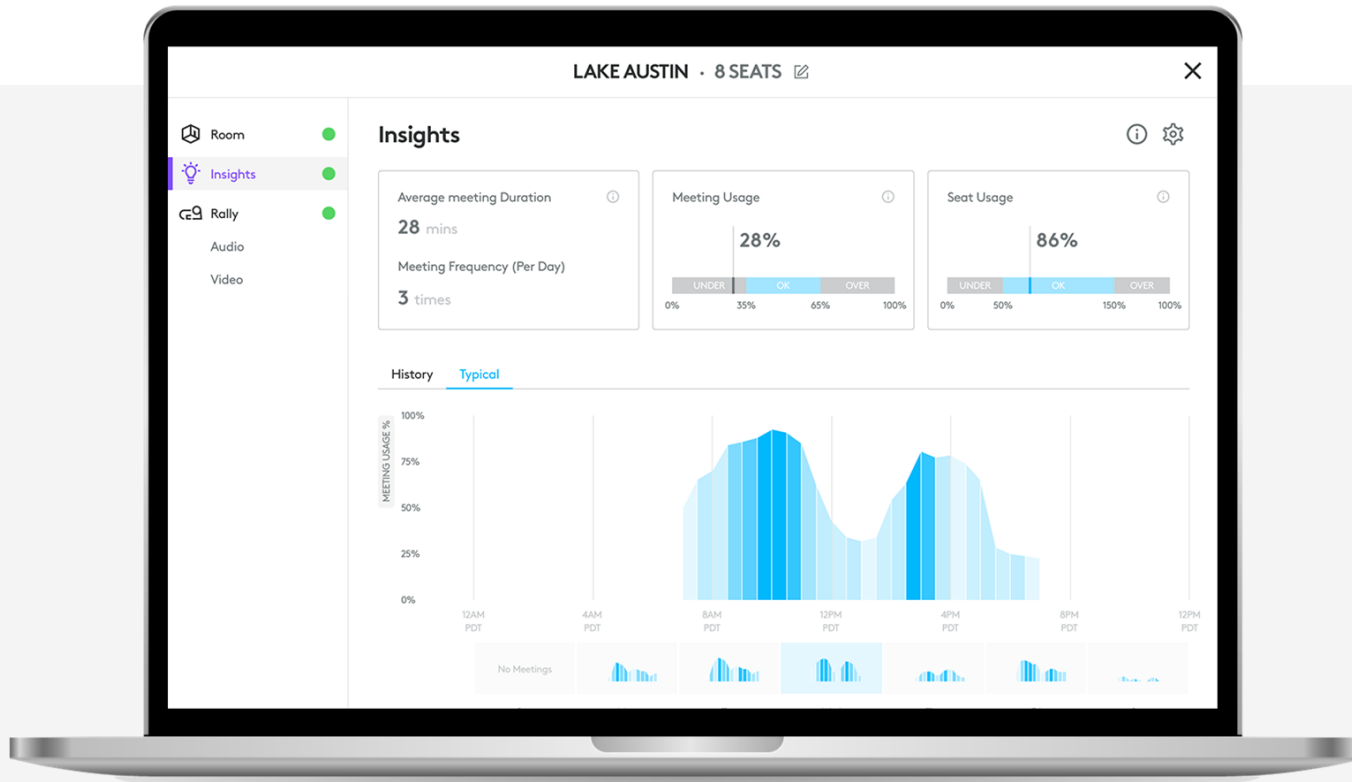 LAKE AUSTIN · 8 SEATS
Room
Insights
Rally
Audio
Video
Insights
Average meeting Duration
28 mins
Meeting Frequency (Per Day)
3 times
Meeting Usage
28%
UNDER OK OVER
0% 35% 65% 100%
Seat Usage
86%
UNDER OK OVER
0% 50% 150% 100%
History Typical
MEETING USAGE %
100%
75%
50%
25%
0%
12AM 4AM 8AM 12PM 4PM 8PM 12PM
PDT PDT PDT PDT PDT PDT PDT
No Meetings